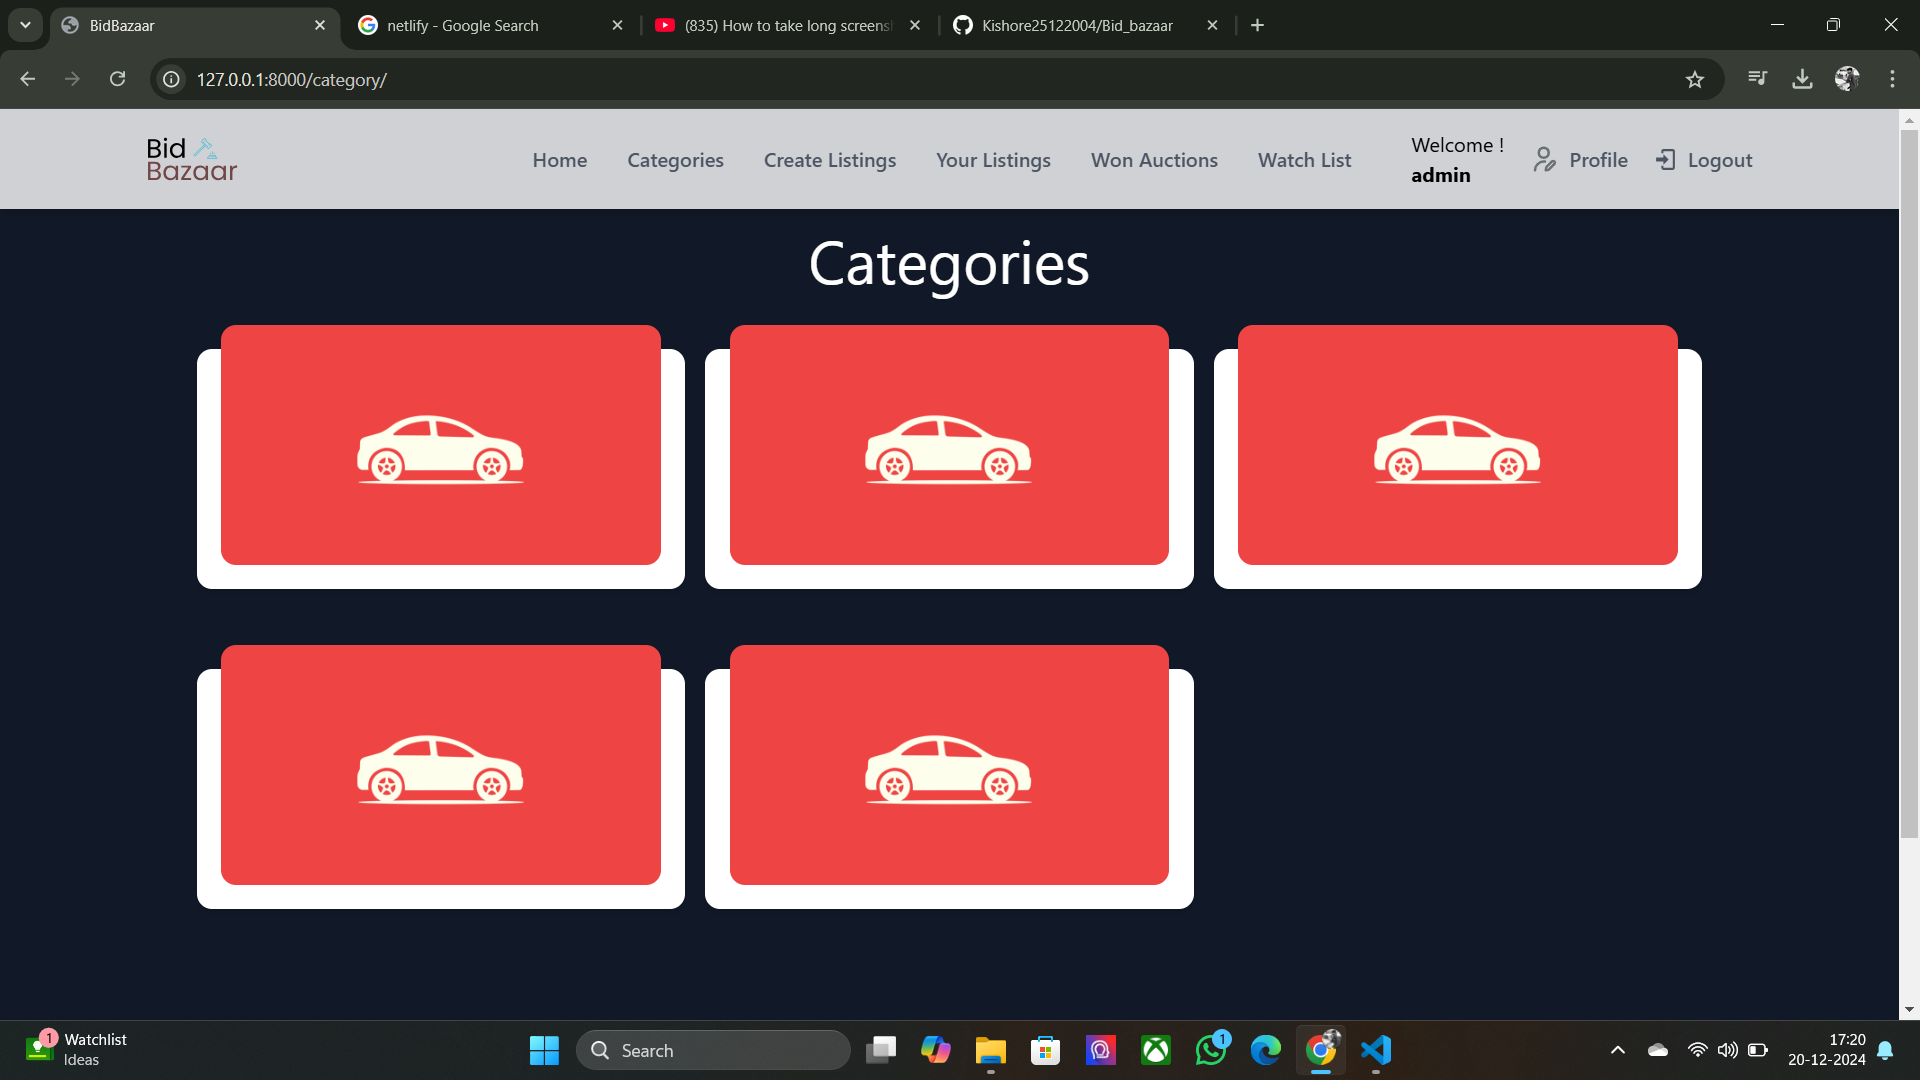 BidBazaar
netlify - Google Search
(835) How to take long screens
Kishore25122004/Bid_bazaar
127.0.0.1:8000/category/
Bid
Bazaar
Home
Categories
Create Listings
Your Listings
Won Auctions
Watch List
Welcome !
admin
Profile
Logout
Categories
1
Watchlist
Ideas
Search
1
17:20
20-12-2024